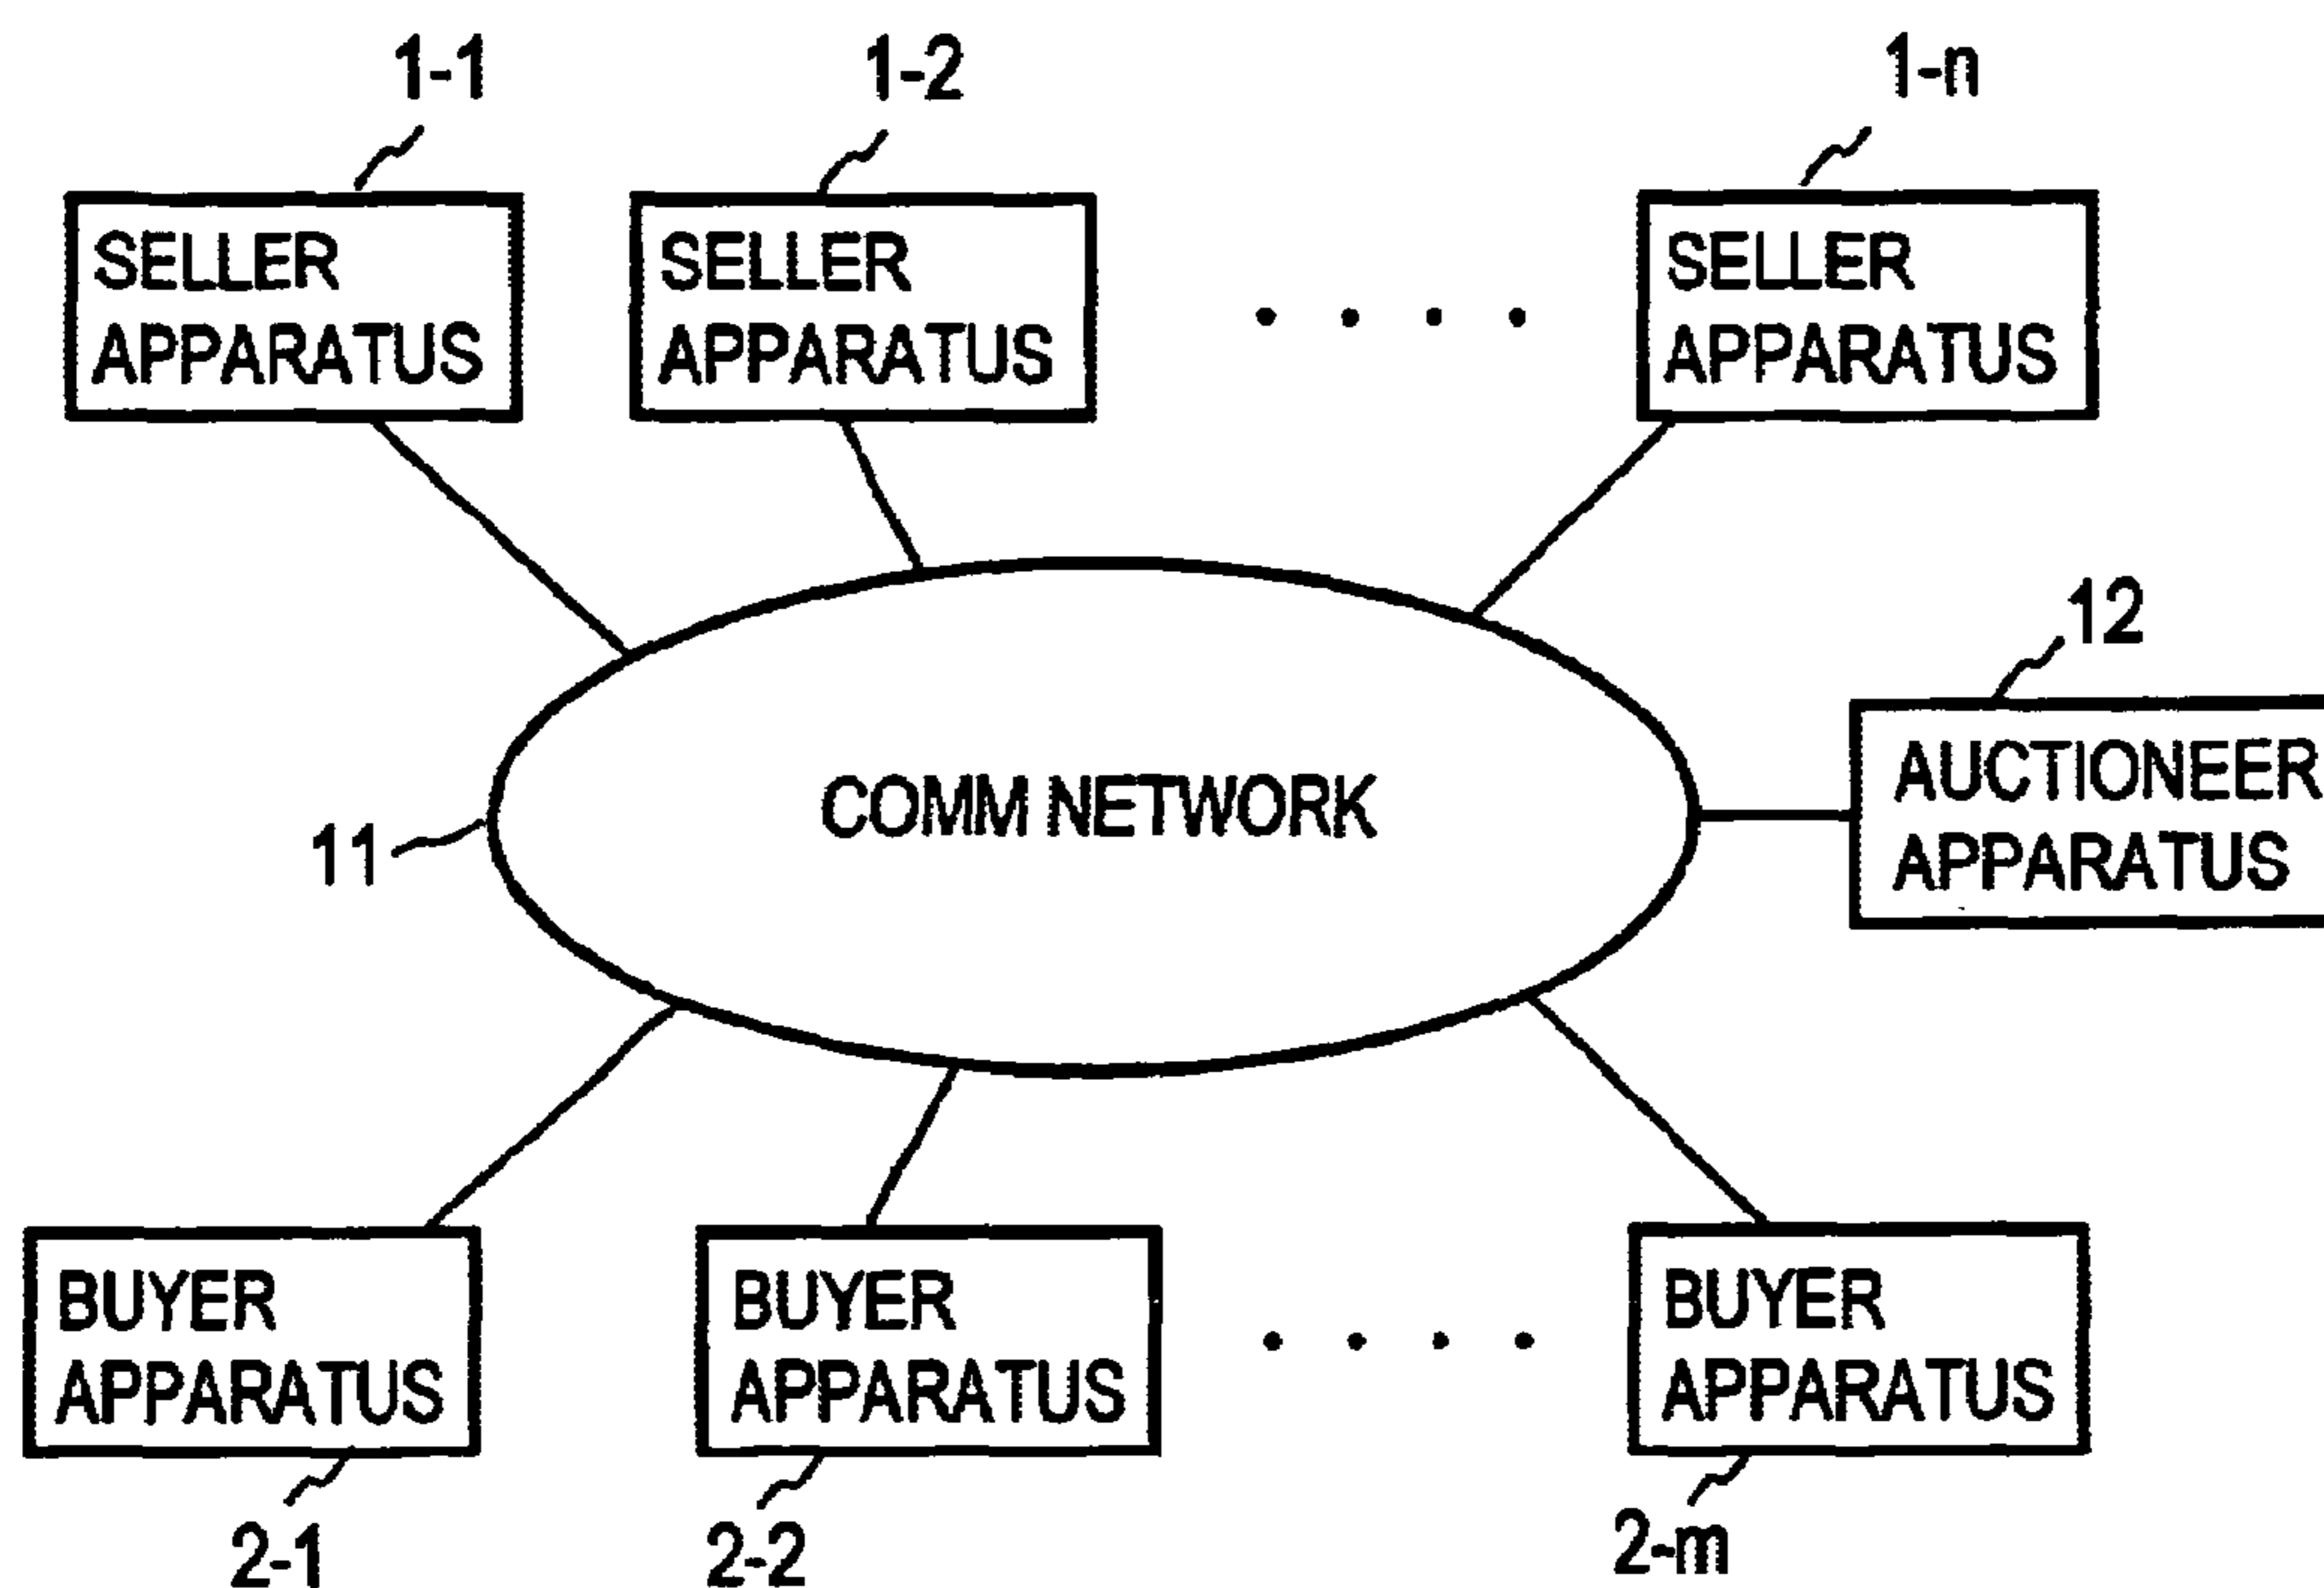 1-1
1-2
1-n
SELLER
APPARATUS
SELLER
APPARATUS
SELLER
APPARATUS
12
AUCTIONEER
APPARATUS
COMM NETWORK
11
BUYER
APPARATUS
BUYER
APPARATUS
BUYER
APPARATUS
2-1
2-2
2-m